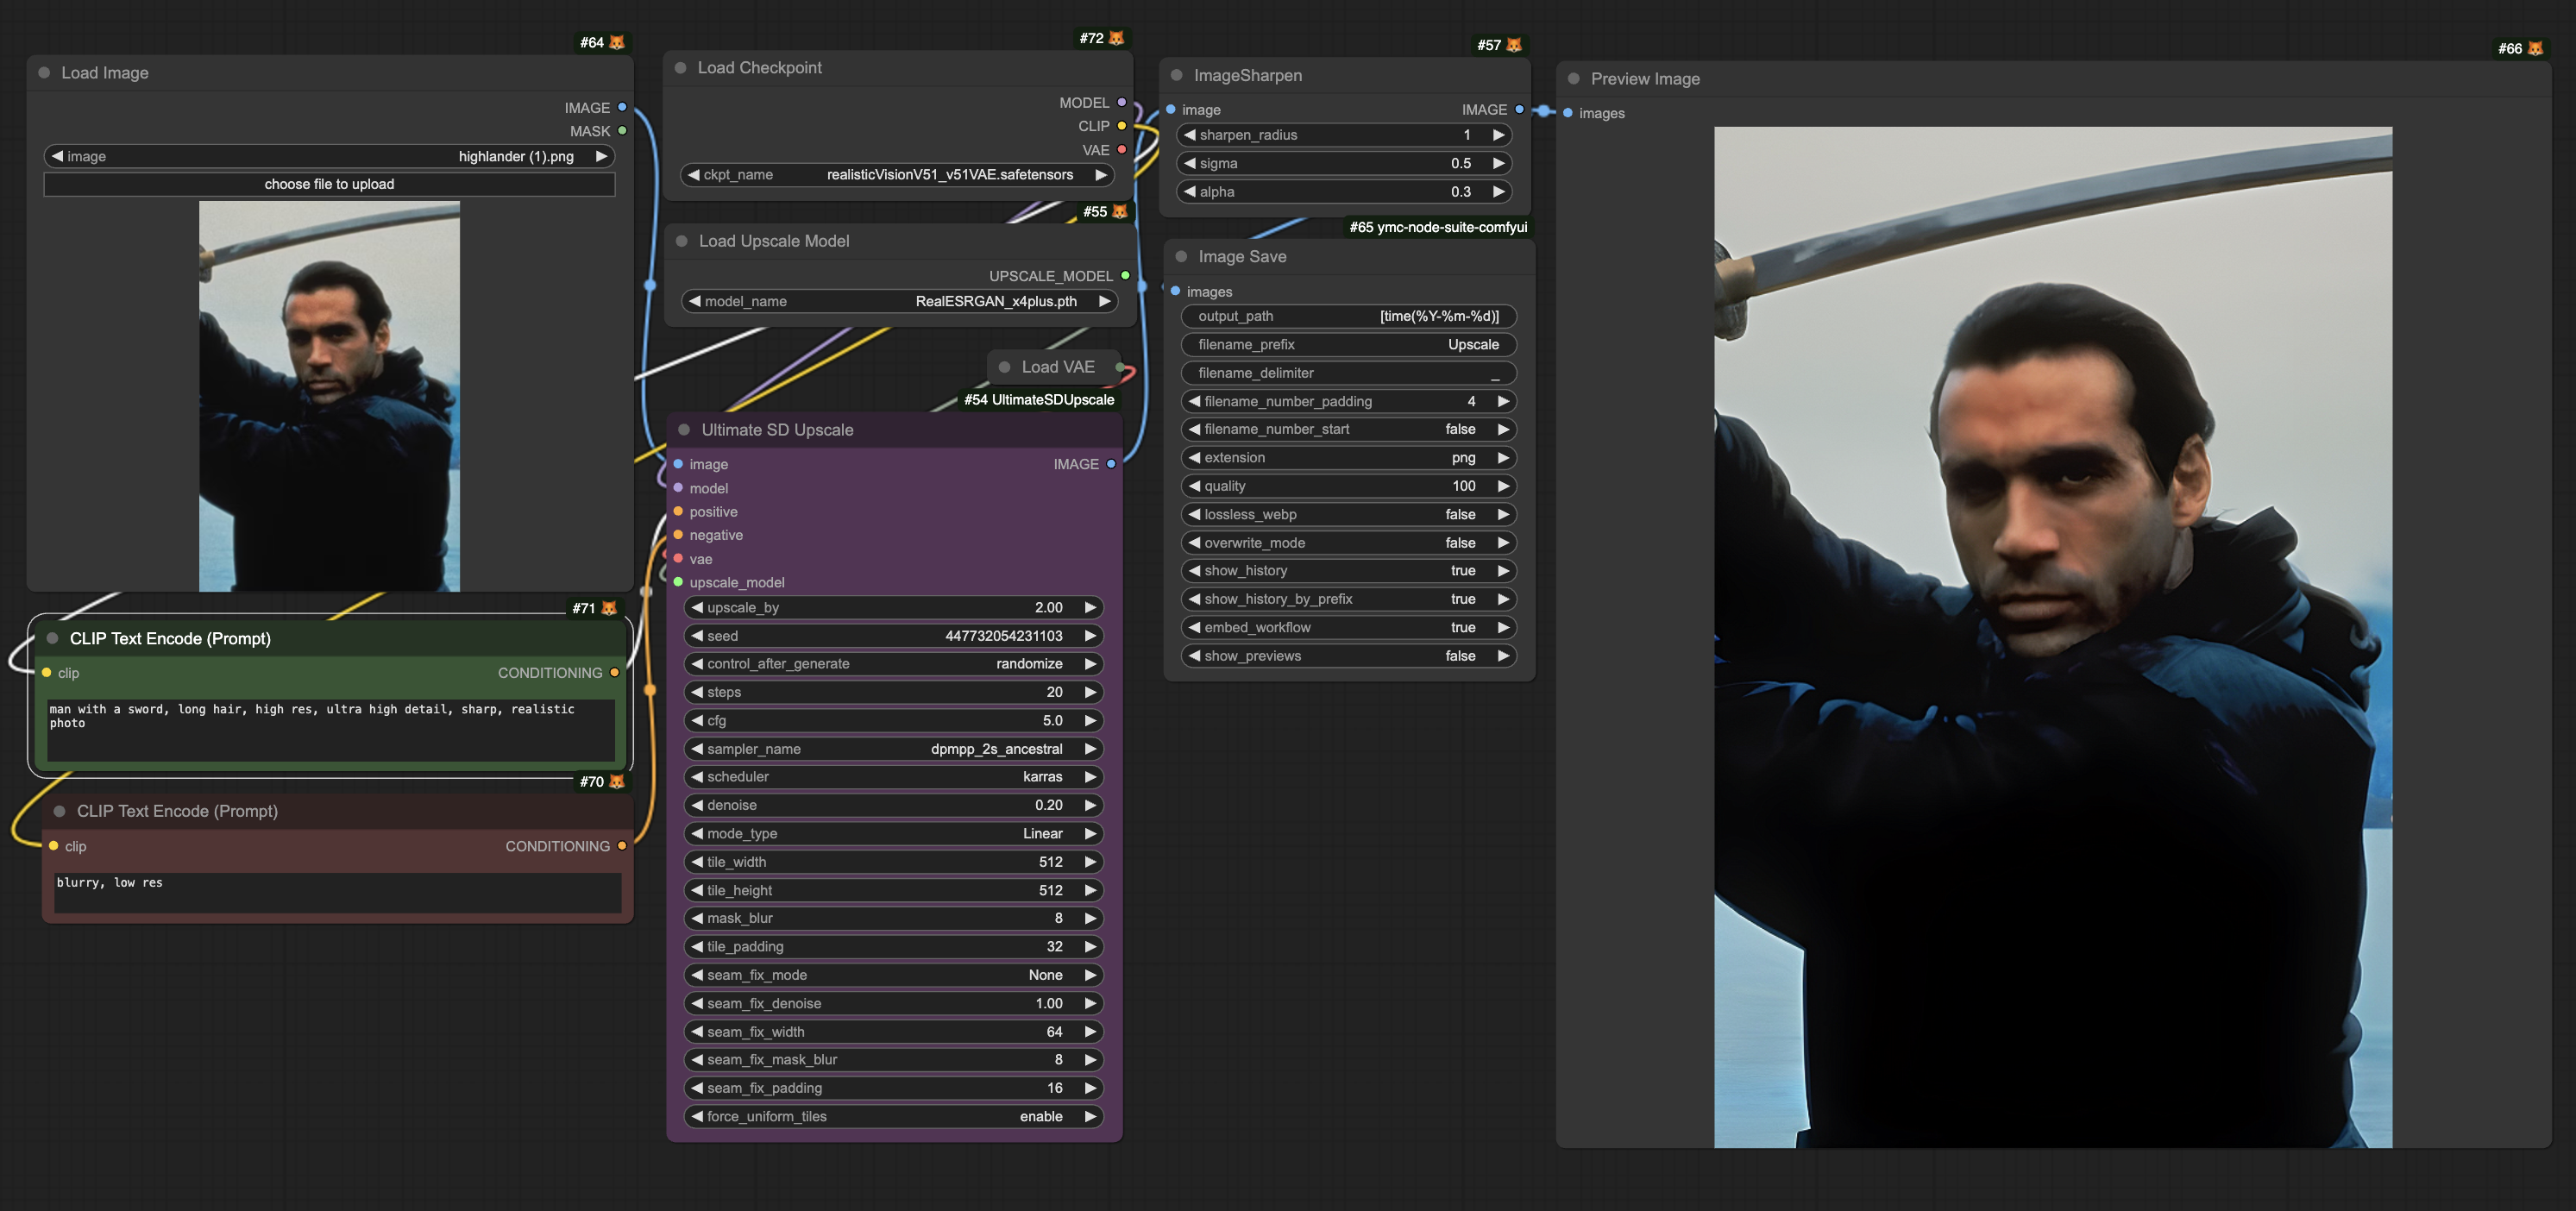 #64
Load Image
IMAGE
MASK
image highlander (1).png
choose file to upload
#71
CLIP Text Encode (Prompt)
clip CONDITIONING
man with a sword, long hair, high res, ultra high detail, sharp, realistic
photo
#70
CLIP Text Encode (Prompt)
clip CONDITIONING
blurry, low res
#72
Load Checkpoint
MODEL
CLIP
VAE
ckpt_name realisticVisionV51_v51VAE.safetensors
#55
Load Upscale Model
UPSCALE_MODEL
model_name RealESRGAN_x4plus.pth
Load VAE
#54 UltimateSDUpscale
Ultimate SD Upscale
image IMAGE
model
positive
negative
vae
upscale_model
upscale_by 2.00
seed 447732054231103
control_after_generate randomize
steps 20
cfg 5.0
sampler_name dpmpp_2s_ancestral
scheduler karras
denoise 0.20
mode_type Linear
tile_width 512
tile_height 512
mask_blur 8
tile_padding 32
seam_fix_mode None
seam_fix_denoise 1.00
seam_fix_width 64
seam_fix_mask_blur 8
seam_fix_padding 16
force_uniform_tiles enable
#57
ImageSharpen
image IMAGE
sharpen_radius 1
sigma 0.5
alpha 0.3
#65 ymc-node-suite-comfyui
Image Save
images
output_path [time(%Y-%m-%d)]
filename_prefix Upscale
filename_delimiter _
filename_number_padding 4
filename_number_start false
extension png
quality 100
lossless_webp false
overwrite_mode false
show_history true
show_history_by_prefix true
embed_workflow true
show_previews false
#66
Preview Image
images